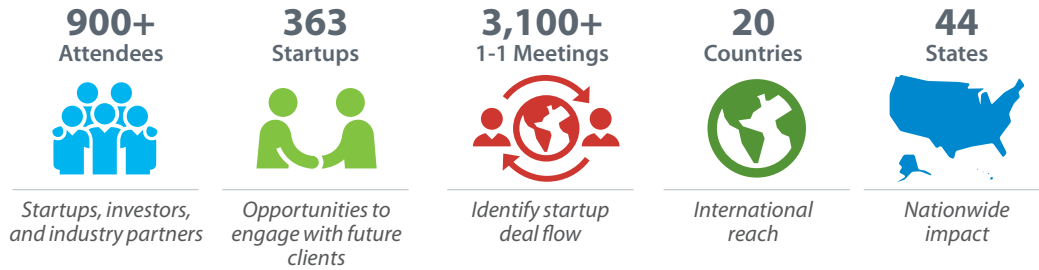 900+
Attendees
Startups, investors,
and industry partners
363
Startups
Opportunities to
engage with future
clients
3,100+
1-1 Meetings
Identify startup
deal flow
20
Countries
International
reach
44
States
Nationwide
impact